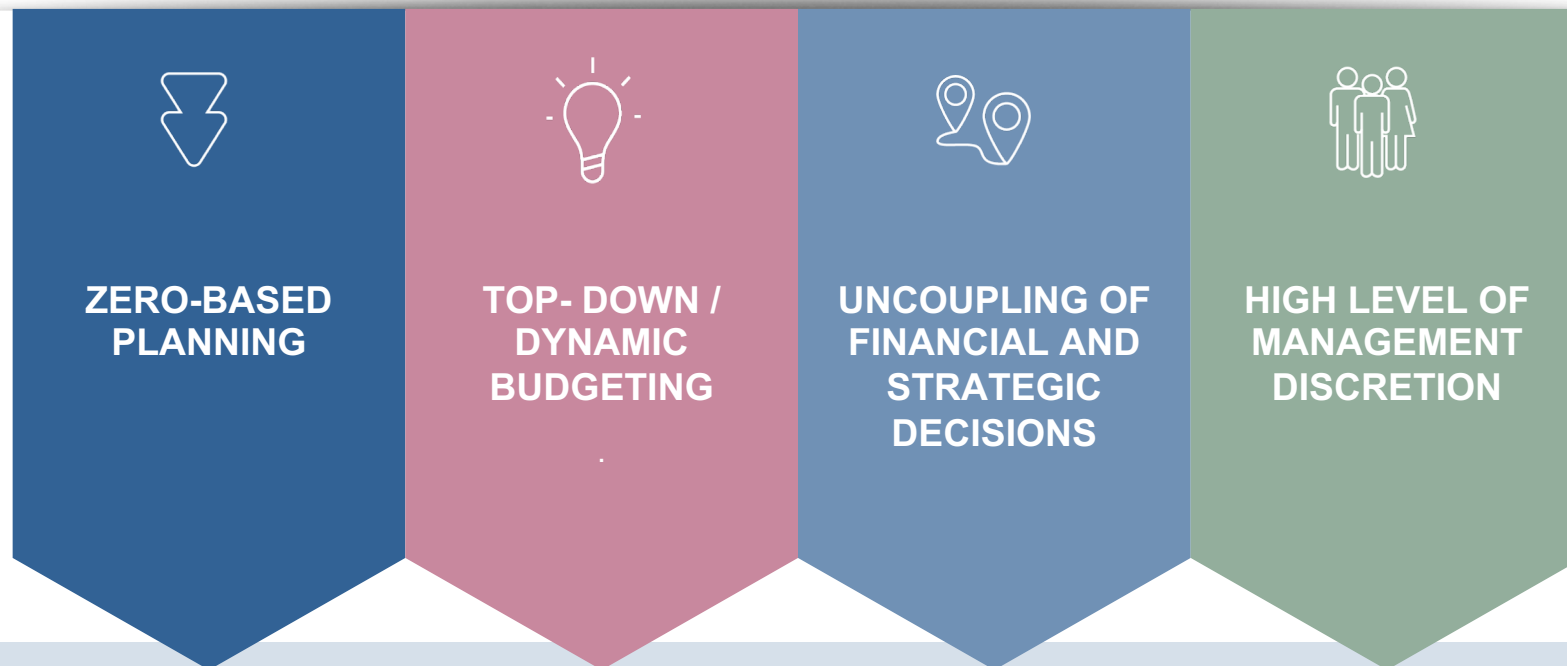 ZERO-BASED
PLANNING
TOP- DOWN /
DYNAMIC
BUDGETING
.
UNCOUPLING OF
FINANCIAL AND
STRATEGIC
DECISIONS
HIGH LEVEL OF
MANAGEMENT
DISCRETION